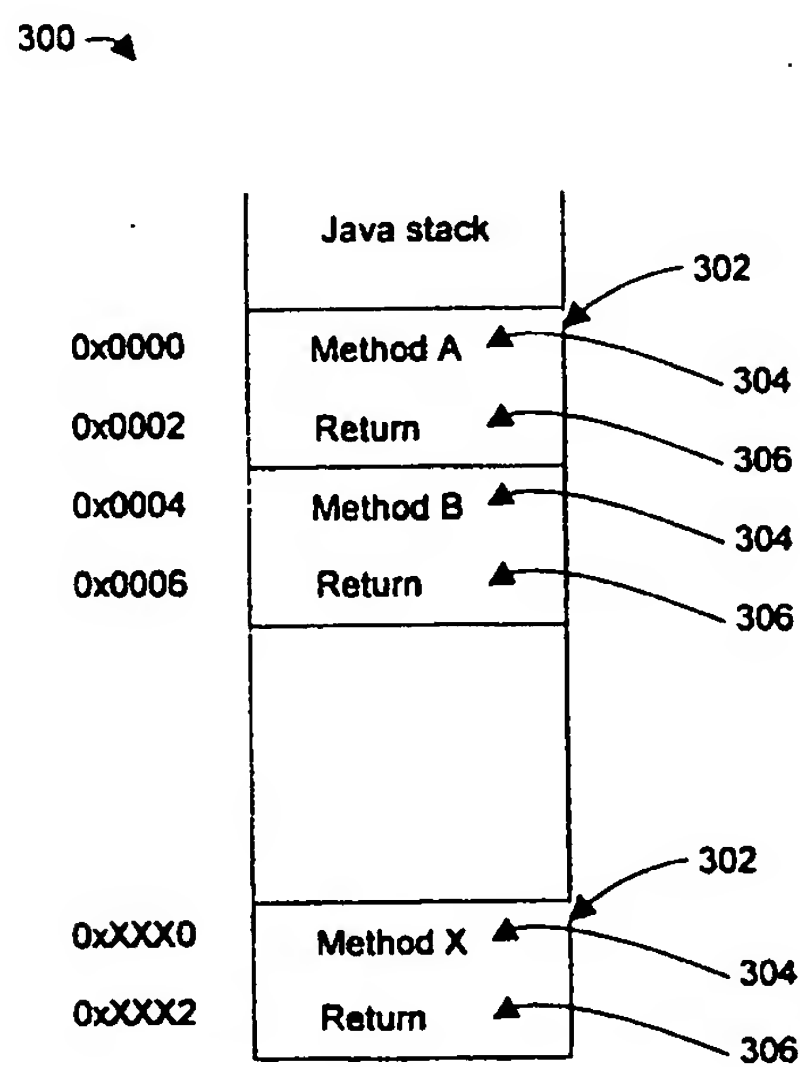 300
Java stack
302
0x0000 Method A 304
0x0002 Return 306
0x0004 Method B 304
0x0006 Return 306
302
0xXXX0 Method X 304
0xXXX2 Return 306